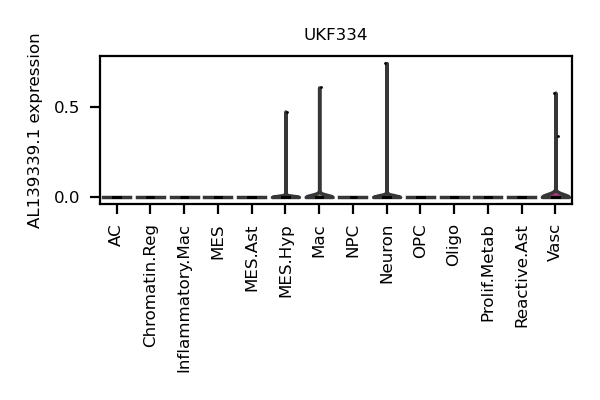 UKF334
AL139339.1 expression
0.5
0.0
AC
Chromatin.Reg
Inflammatory.Mac
MES
MES.Ast
MES.Hyp
Mac
NPC
Neuron
OPC
Oligo
Prolif.Metab
Reactive.Ast
Vasc